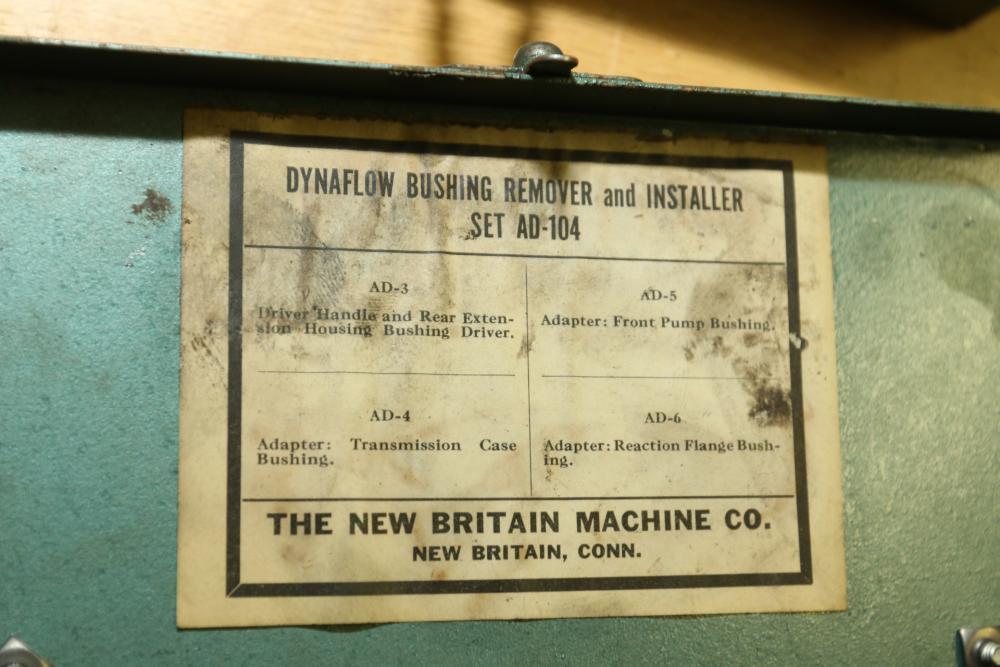 DYNAFLOW BUSHING REMOVER and INSTALLER
SET AD-104
AD-3
Driver Handle and Rear Exten-
sion Housing Bushing Driver.
AD-5
Adapter: Front Pump Bushing.
AD-4
Adapter: Transmission Case
Bushing.
AD-6
Adapter: Reaction Flange Bush-
ing.
THE NEW BRITAIN MACHINE CO.
NEW BRITAIN, CONN.